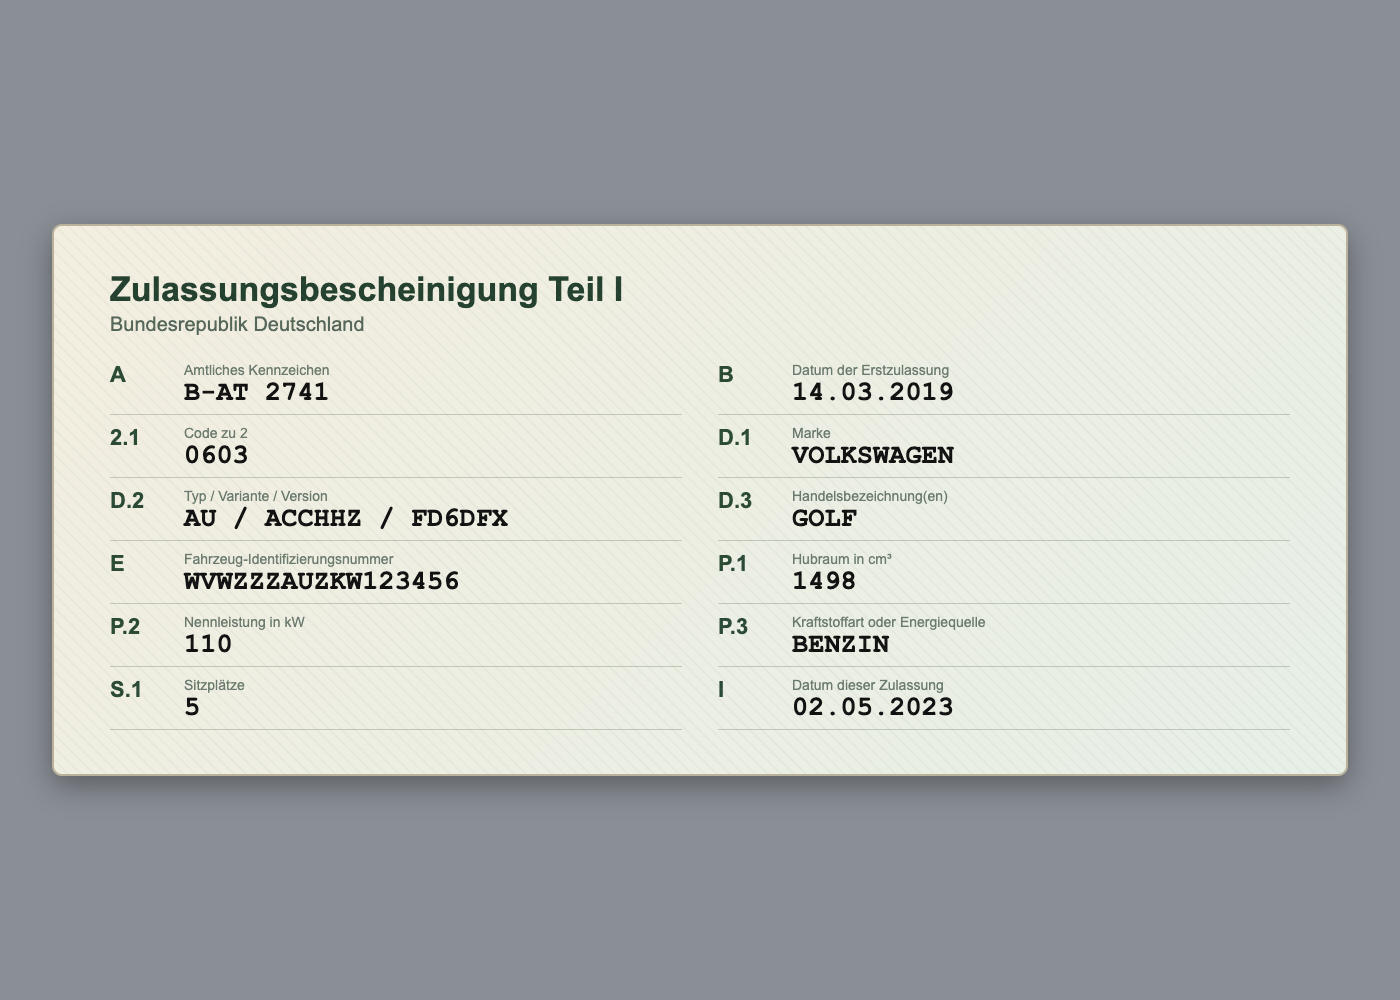 Zulassungsbescheinigung Teil I
Bundesrepublik Deutschland
A Amtliches Kennzeichen
B-AT 2741
B Datum der Erstzulassung
14.03.2019
2.1 Code zu 2
0603
D.1 Marke
VOLKSWAGEN
D.2 Typ / Variante / Version
AU / ACCHHZ / FD6DFX
D.3 Handelsbezeichnung(en)
GOLF
E Fahrzeug-Identifizierungsnummer
WVWZZZAUZKW123456
P.1 Hubraum in cm³
1498
P.2 Nennleistung in kW
110
P.3 Kraftstoffart oder Energiequelle
BENZIN
S.1 Sitzplätze
5
I Datum dieser Zulassung
02.05.2023